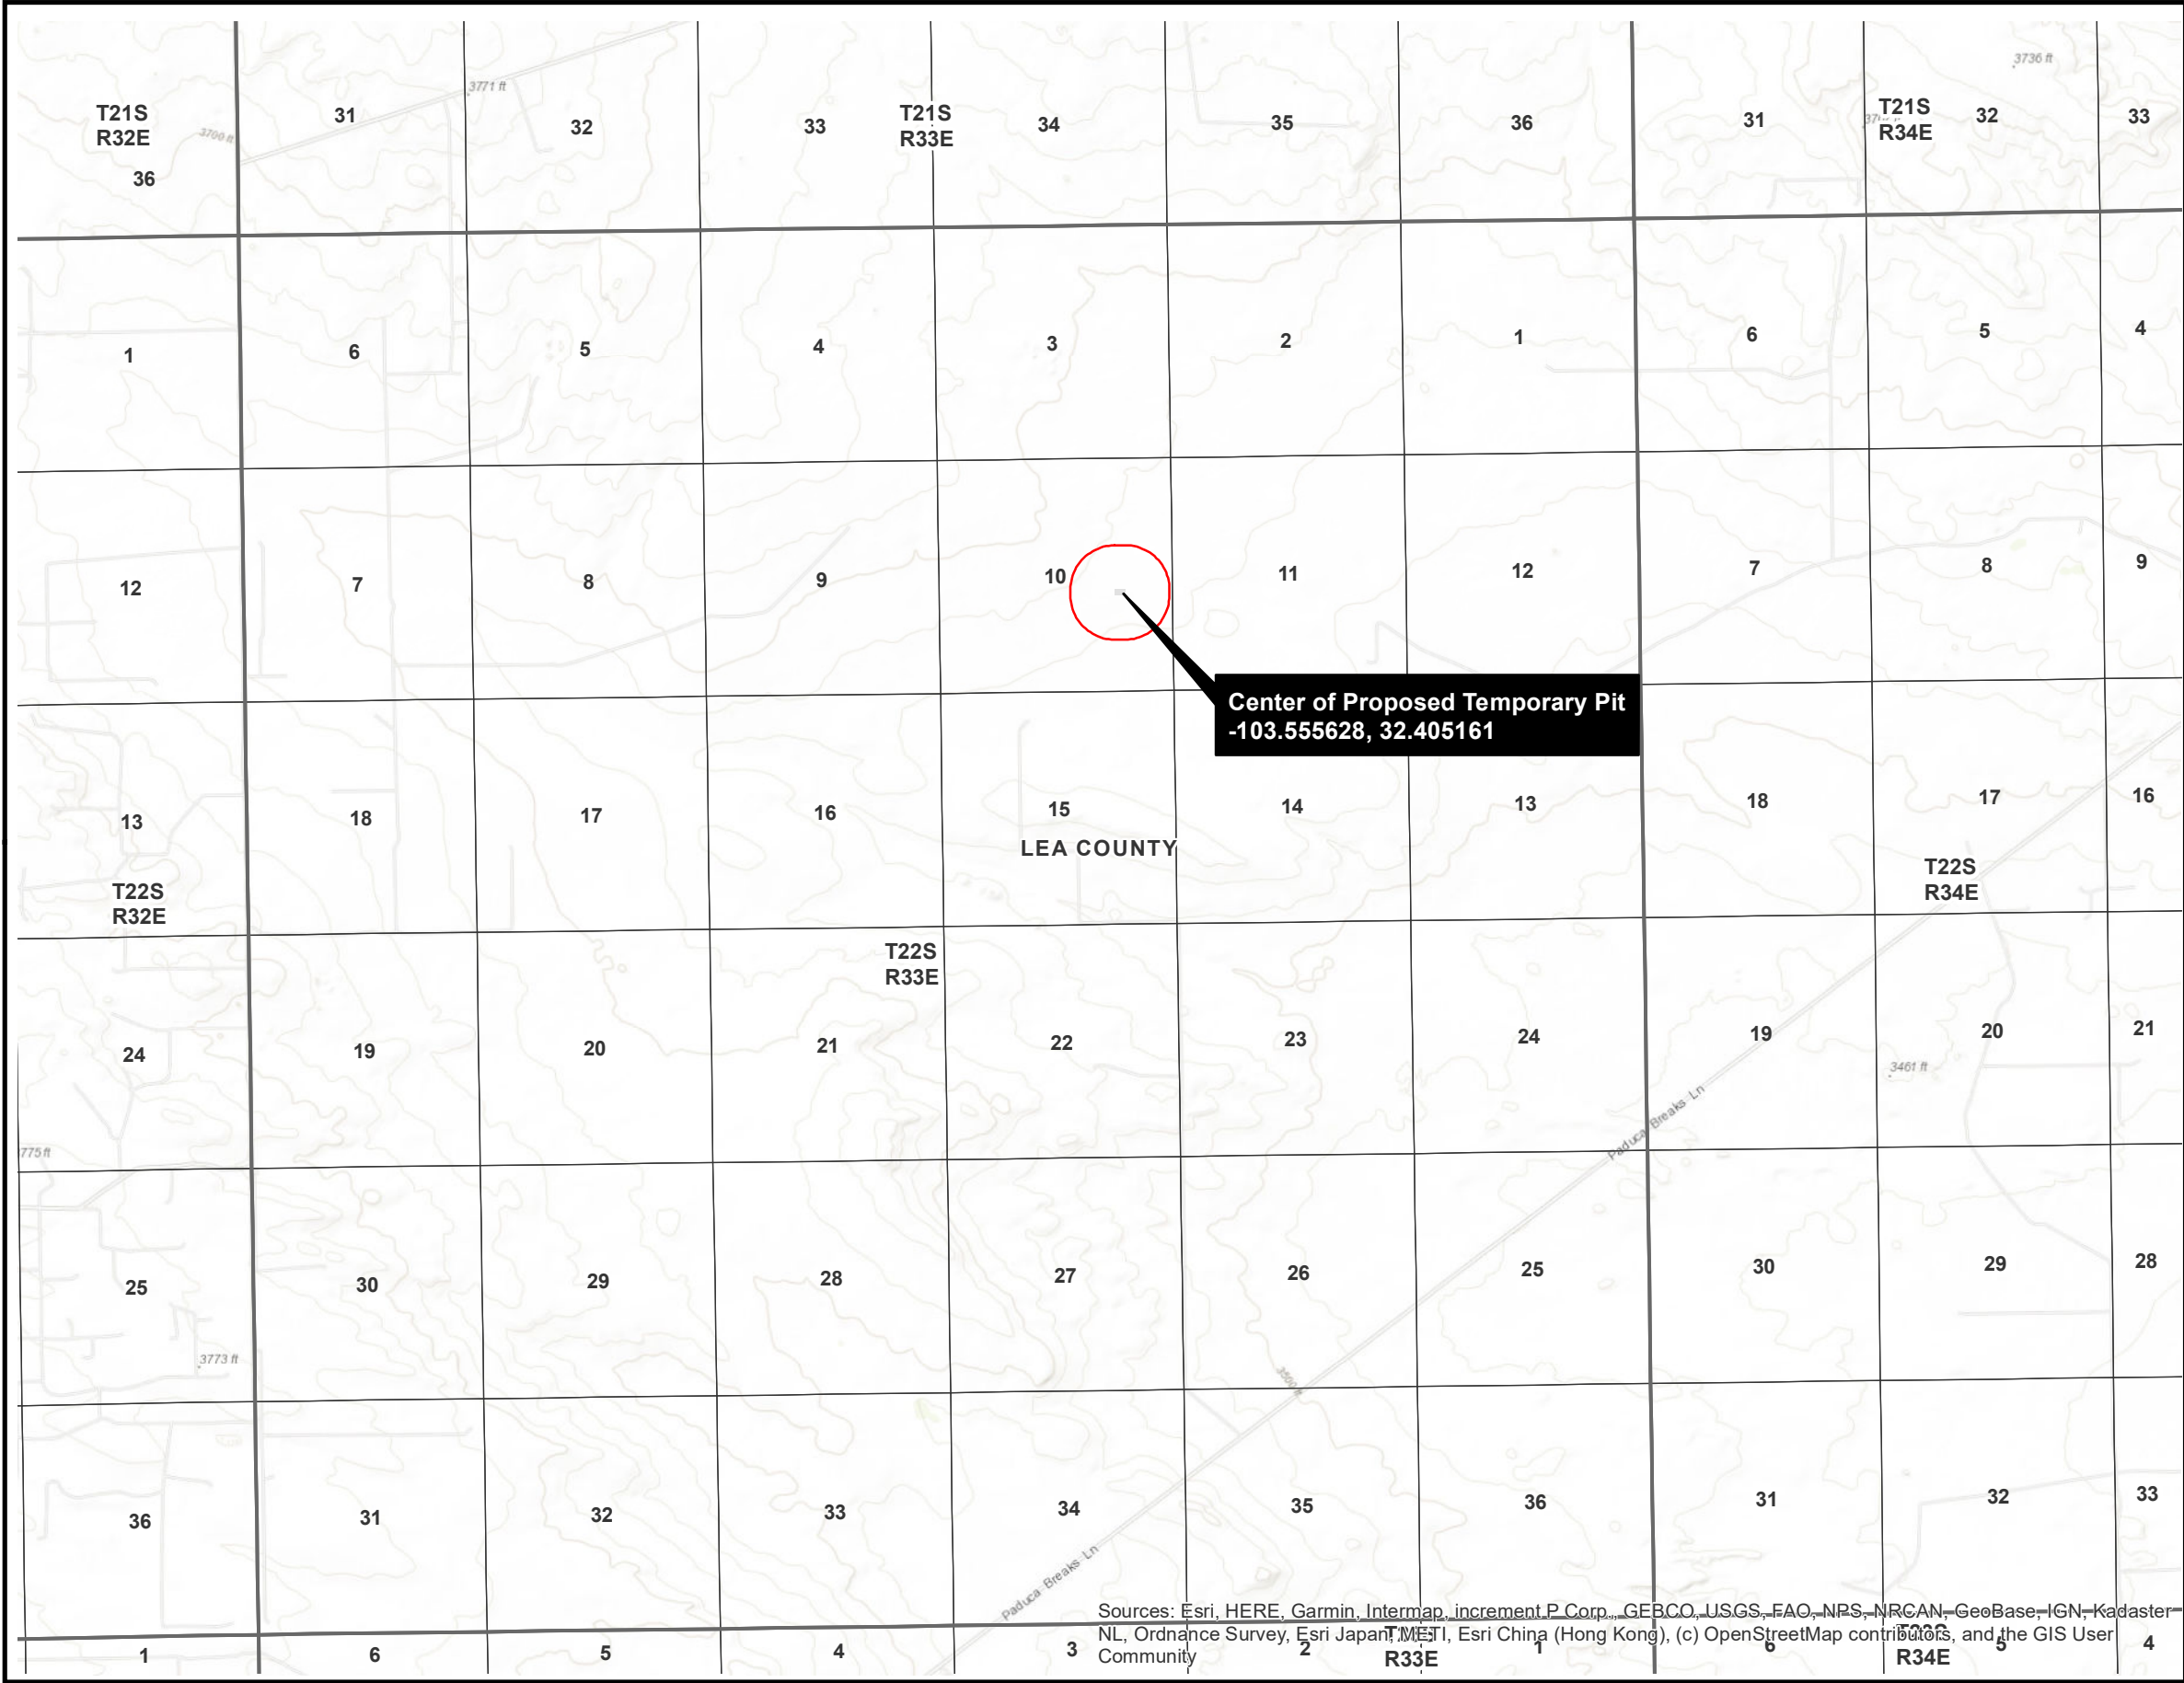 3736 ft
3771 ft
T21S
R32E
36
3700 ft
31
32
33
T21S
R33E
34
35
36
31
T21S
R34E
32
33
1
6
5
4
3
2
1
6
5
4
12
7
8
9
10
11
12
7
8
9
Center of Proposed Temporary Pit
-103.555628, 32.405161
13
18
17
16
15
14
13
18
17
16
LEA COUNTY
T22S
R32E
T22S
R33E
T22S
R34E
24
19
20
21
22
23
24
19
20
21
3461 ft
Paduca Breaks Ln
775 ft
25
30
29
28
27
26
25
30
29
28
3773 ft
3500 ft
36
31
32
33
34
35
36
31
32
33
Paduca Breaks Ln
Sources: Esri, HERE, Garmin, Intermap, increment P Corp., GEBCO, USGS, FAO, NPS, NRCAN, GeoBase, IGN, Kadaster
NL, Ordnance Survey, Esri Japan, METI, Esri China (Hong Kong), (c) OpenStreetMap contributors, and the GIS User
Community
1
6
5
4
3
2
R33E
1
6
R34E
5
4